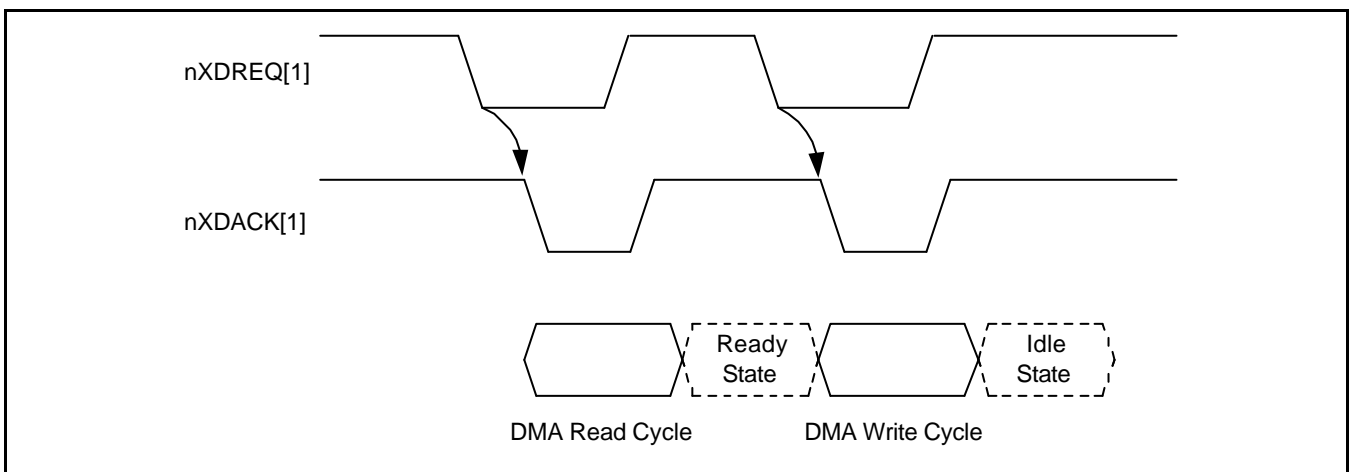 nXDREQ[1]
nXDACK[1]
Ready
State
Idle
State
DMA Read Cycle
DMA Write Cycle